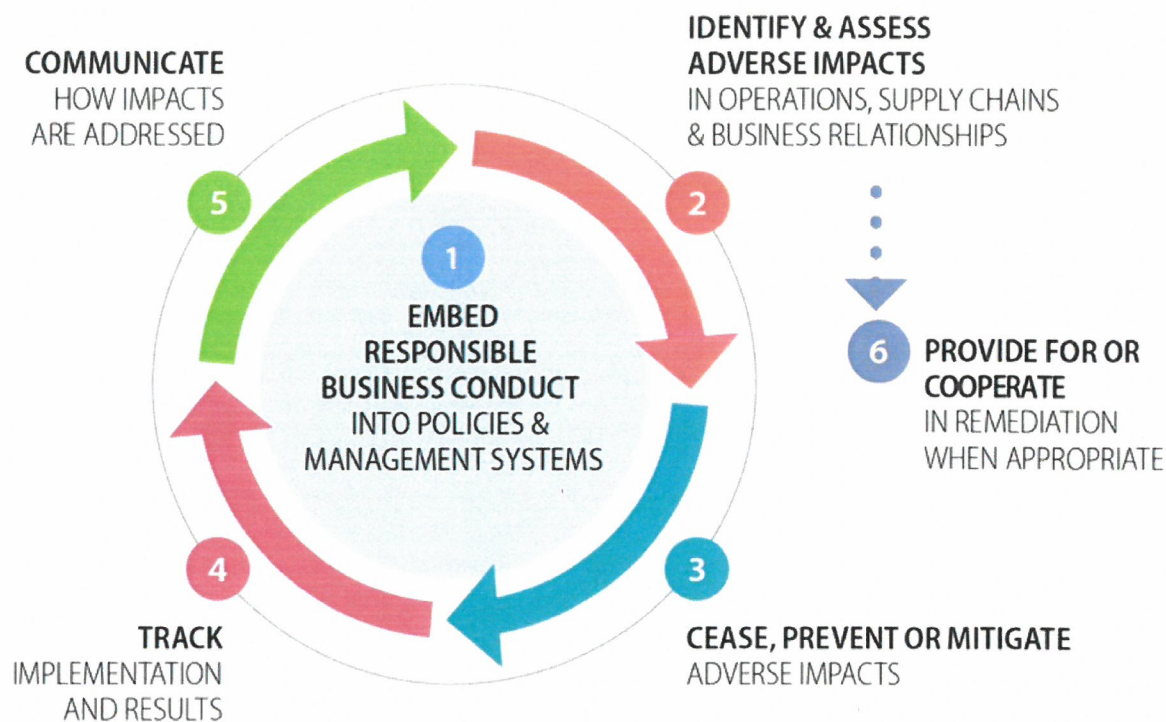 1
EMBED
RESPONSIBLE
BUSINESS CONDUCT
INTO POLICIES &
MANAGEMENT SYSTEMS
2
IDENTIFY & ASSESS
ADVERSE IMPACTS
IN OPERATIONS, SUPPLY CHAINS
& BUSINESS RELATIONSHIPS
3
CEASE, PREVENT OR MITIGATE
ADVERSE IMPACTS
4
TRACK
IMPLEMENTATION
AND RESULTS
5
COMMUNICATE
HOW IMPACTS
ARE ADDRESSED
6
PROVIDE FOR OR
COOPERATE
IN REMEDIATION
WHEN APPROPRIATE